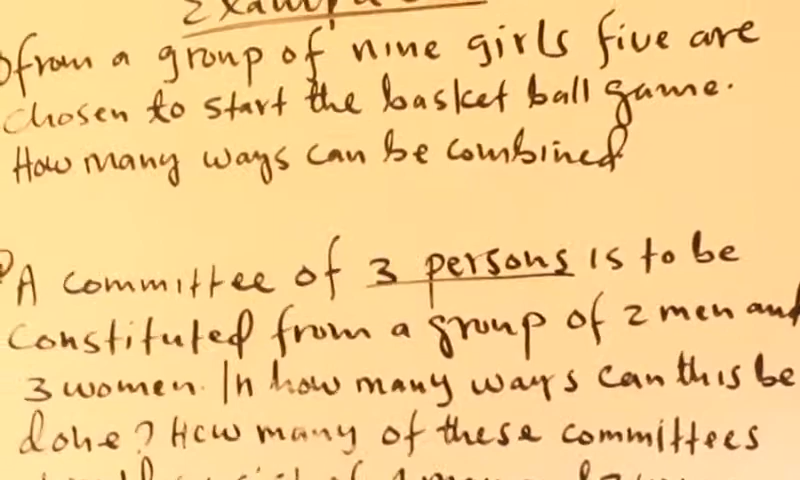 Example
from a group of nine girls five are
chosen to start the basket ball game.
How many ways can be combined
A committee of 3 persons is to be
constituted from a group of 2 men and
3 women. In how many ways can this be
done? How many of these committees